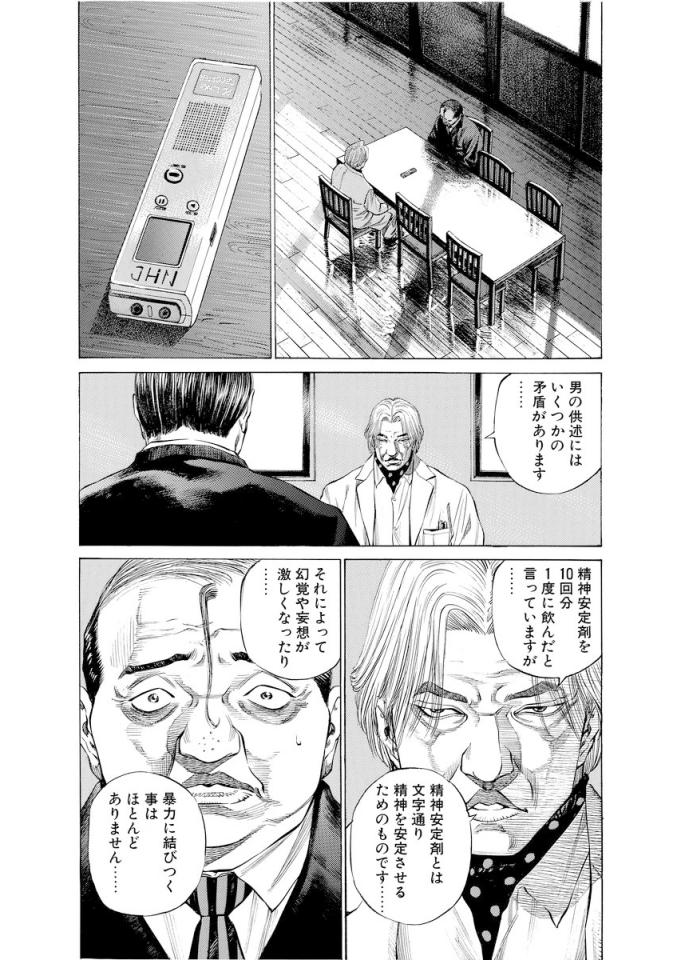 JHN
男の供述には
いくつかの
矛盾があります
……
精神安定剤を
10回分
1度に飲んだと
言っていますが
……
精神安定剤とは
文字通り
精神を安定させる
ためのものです……
それによって
幻覚や妄想が
激しくなったり
……
暴力に結びつく
事は
ほとんど
ありません……